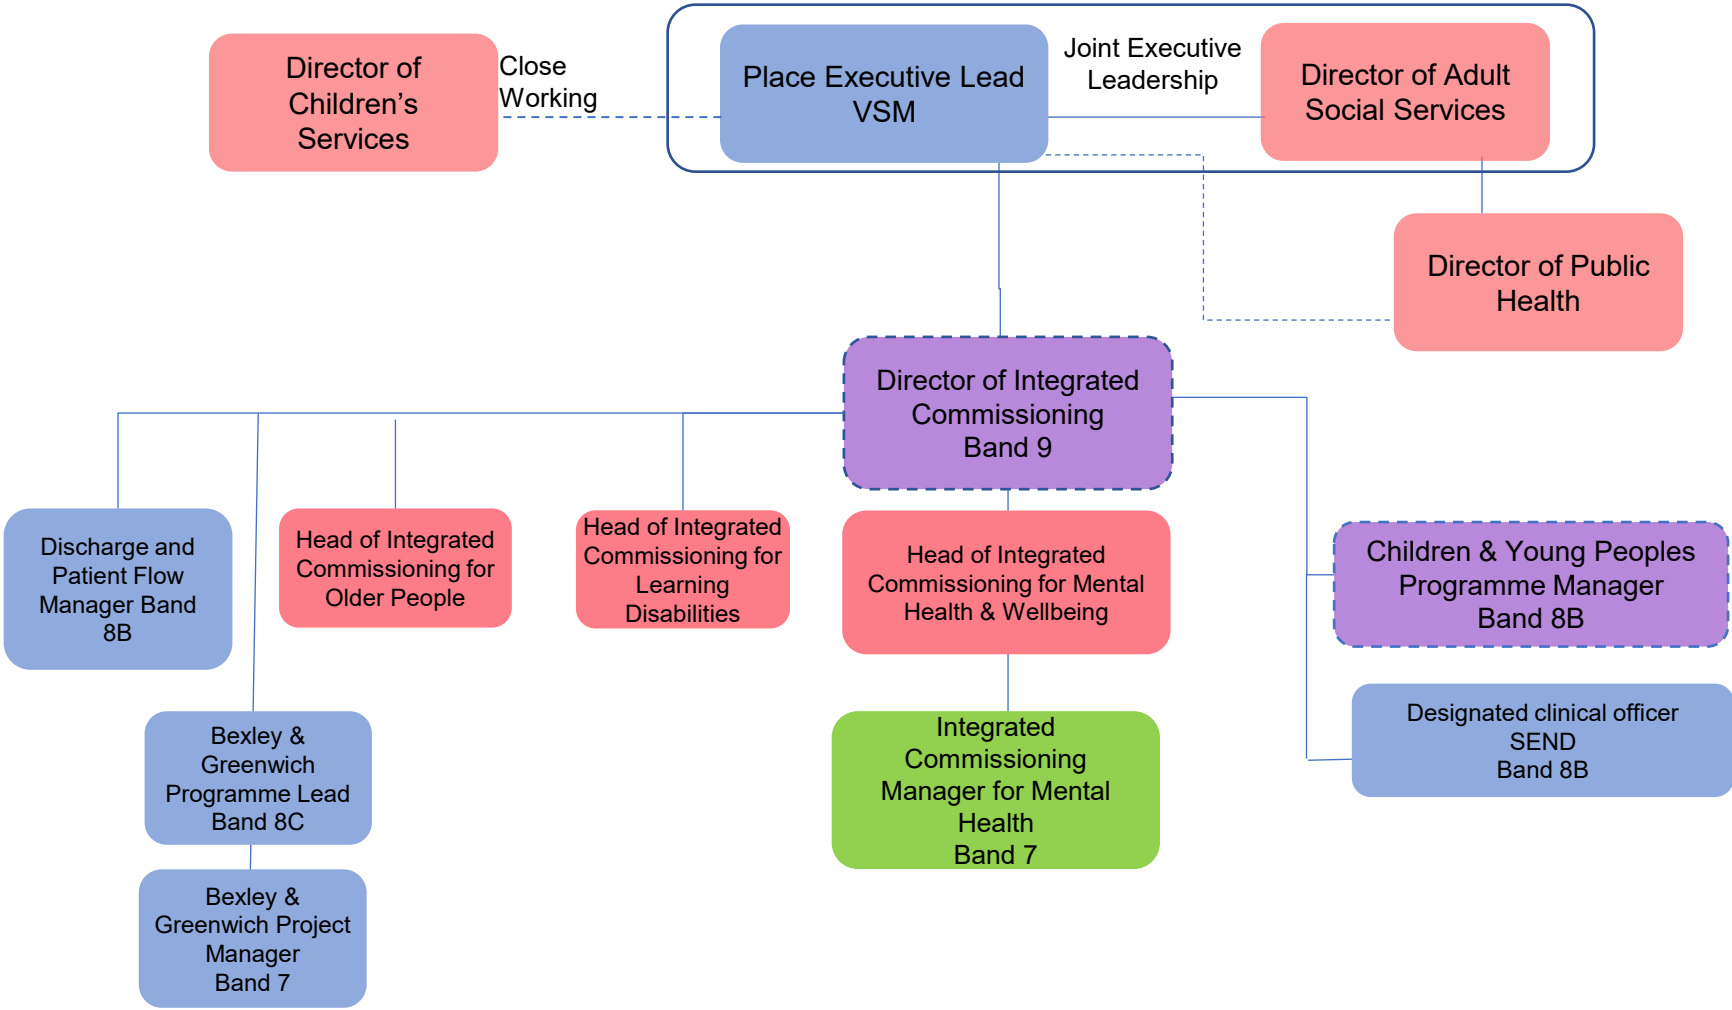 Director of
Children’s
Services
Close
Working
Place Executive Lead
VSM
Joint Executive
Leadership
Director of Adult
Social Services
Director of Public
Health
Director of Integrated
Commissioning
Band 9
Discharge and
Patient Flow
Manager Band
8B
Head of Integrated
Commissioning for
Older People
Head of Integrated
Commissioning for
Learning
Disabilities
Head of Integrated
Commissioning for Mental
Health & Wellbeing
Children & Young Peoples
Programme Manager
Band 8B
Bexley &
Greenwich
Programme Lead
Band 8C
Integrated
Commissioning
Manager for Mental
Health
Band 7
Designated clinical officer
SEND
Band 8B
Bexley &
Greenwich Project
Manager
Band 7